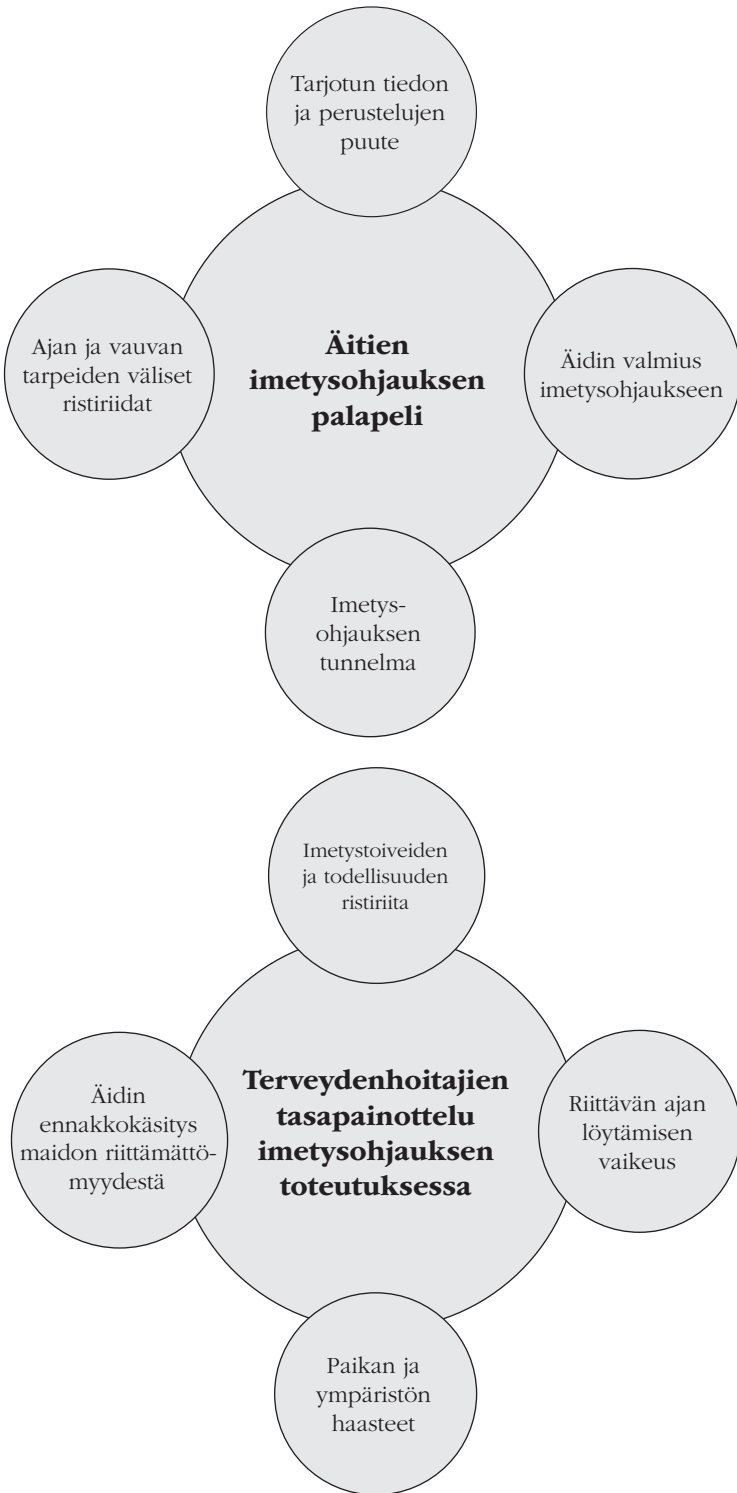 Tarjotun tiedon
ja perustelujen
puute
Ajan ja vauvan
tarpeiden väliset
ristiriidat
Äitien
imetysohjauksen
palapeli
Äidin valmius
imetysohjaukseen
Imetys-
ohjauksen
tunnelma
Imetystoiveiden
ja todellisuuden
ristiriita
Äidin
ennakkokäsitys
maidon riittämättö-
myydestä
Terveydenhoitajien
tasapainottelu
imetysohjauksen
toteutuksessa
Riittävän ajan
löytämisen
vaikeus
Paikan ja
ympäristön
haasteet